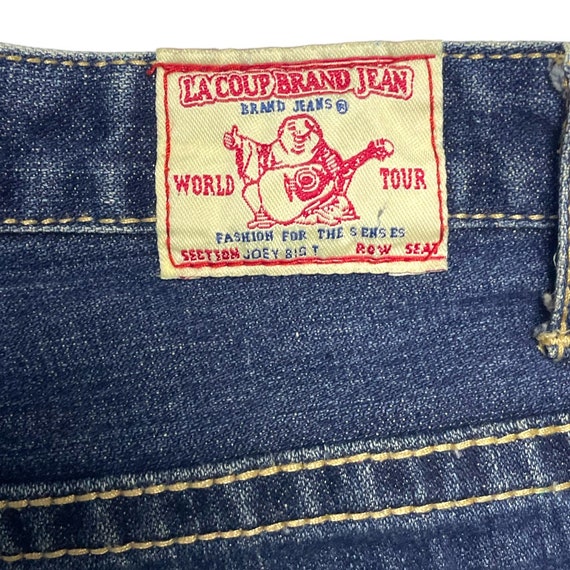 LA COUP BRAND JEAN
BRAND JEANS ®
WORLD TOUR
FASHION FOR THE SENSES
SECTION JOEY BIG T ROW SEAT